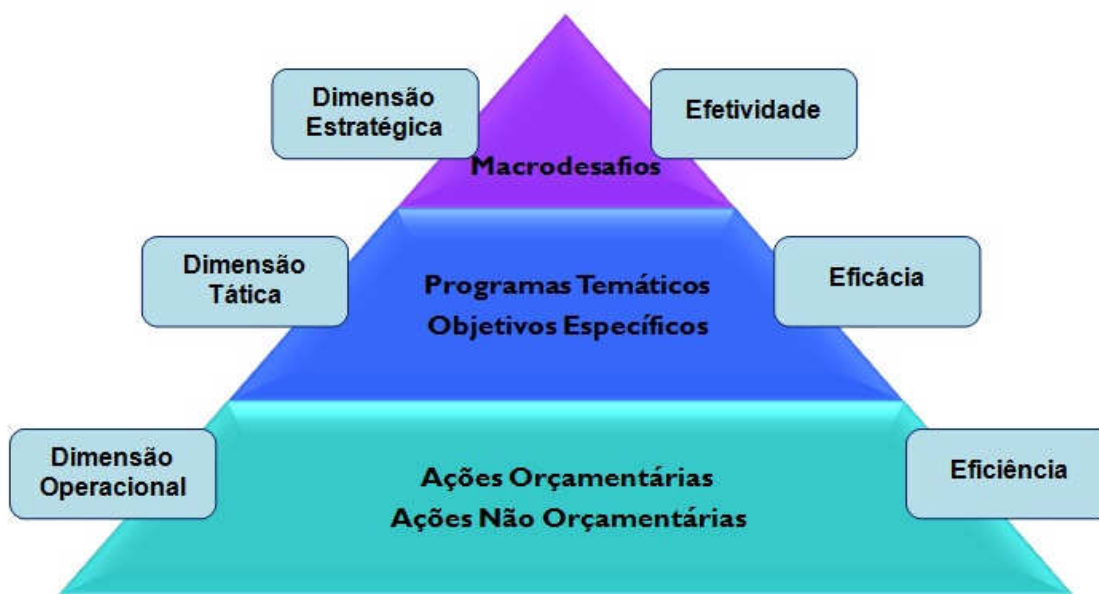 Dimensão
Estratégica
Efetividade
Macrodesafios
Dimensão
Tática
Programas Temáticos
Objetivos Específicos
Eficácia
Dimensão
Operacional
Ações Orçamentárias
Ações Não Orçamentárias
Eficiência